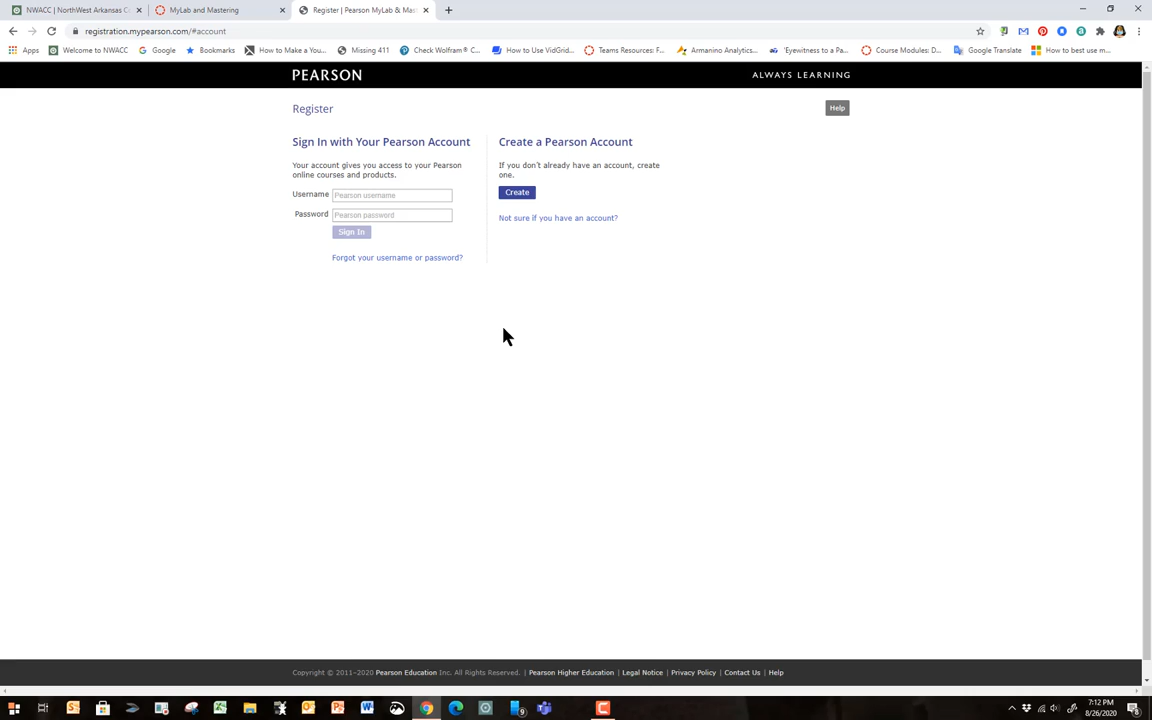 NWACC | NorthWest Arkansas C
MyLab and Mastering
Register | Pearson MyLab & Mas
registration.mypearson.com/#account
Apps
Welcome to NWACC
Google
Bookmarks
How to Make a You...
Missing 411
Check Wolfram® C...
How to Use VidGrid...
Teams Resources: F...
Armanino Analytics...
'Eyewitness to a Pa...
Course Modules: D...
Google Translate
How to best use m...
PEARSON
ALWAYS LEARNING
Register
Help
Sign In with Your Pearson Account
Your account gives you access to your Pearson
online courses and products.
Username
Pearson username
Password
Pearson password
Sign In
Forgot your username or password?
Create a Pearson Account
If you don't already have an account, create
one.
Create
Not sure if you have an account?
Copyright © 2011–2020 Pearson Education Inc. All Rights Reserved. | Pearson Higher Education | Legal Notice | Privacy Policy | Contact Us | Help
7:12 PM
8/26/2020